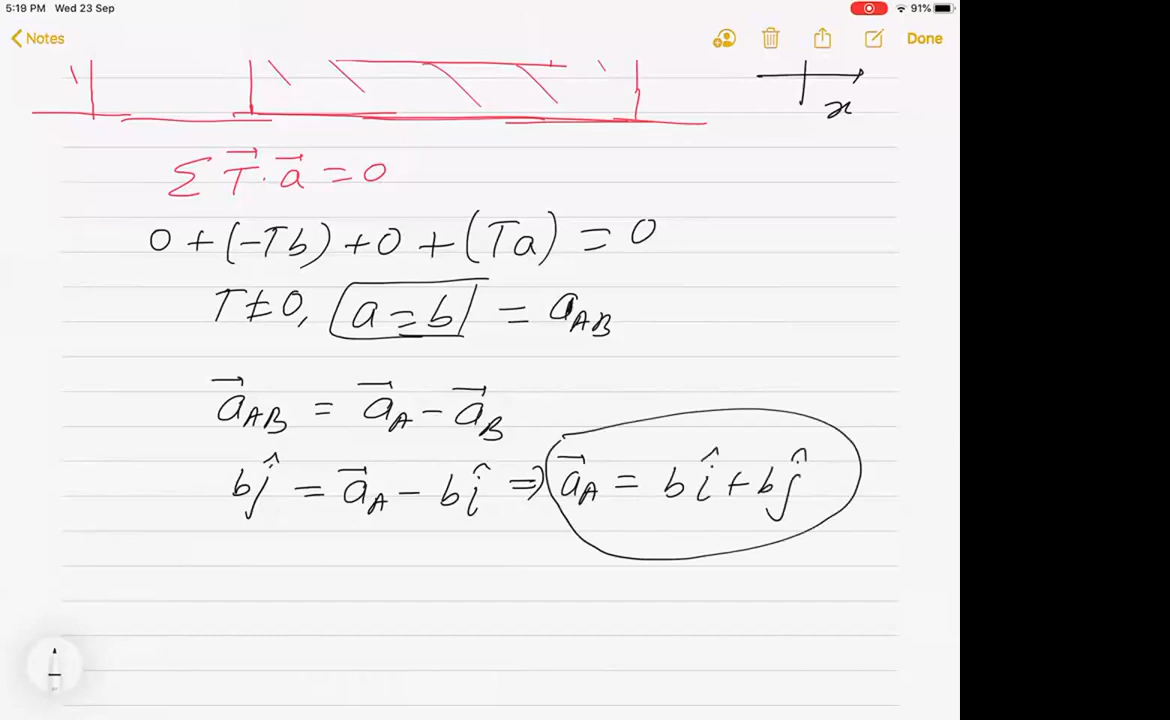 5:19 PM Wed 23 Sep 91%
Notes Done
x
Σ T⃗ · a⃗ = 0
0 + (-Tb) + 0 + (Ta) = 0
T ≠ 0, a = b = a_AB
a⃗_AB = a⃗_A - a⃗_B
bĵ = a⃗_A - bî ⇒ a⃗_A = bî + bĵ